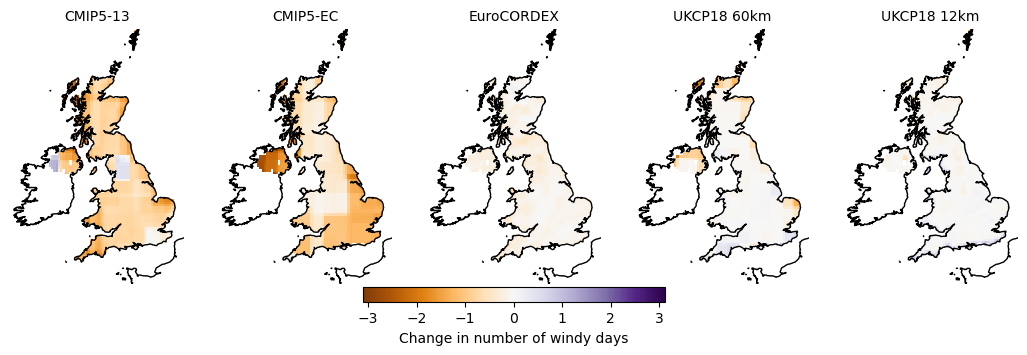 CMIP5-13 CMIP5-EC EuroCORDEX UKCP18 60km UKCP18 12km
−3 −2 −1 0 1 2 3
Change in number of windy days